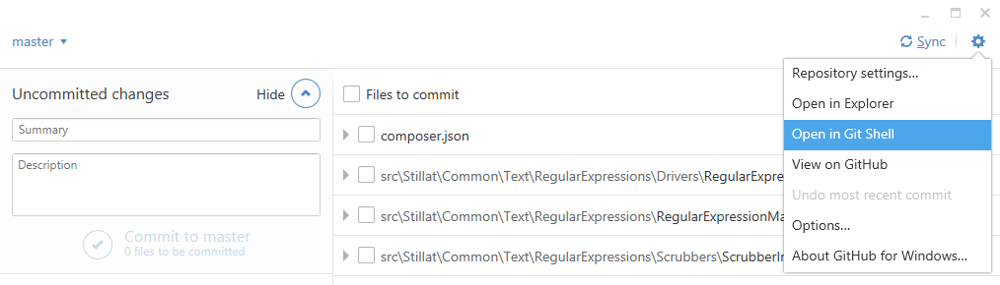 master
Sync
Uncommitted changes
Hide
Summary
Description
Commit to master
0 files to be committed
Files to commit
composer.json
src\Stillat\Common\Text\RegularExpressions\Drivers\RegularExpre
src\Stillat\Common\Text\RegularExpressions\RegularExpressionMa
src\Stillat\Common\Text\RegularExpressions\Scrubbers\ScrubberIn
Repository settings...
Open in Explorer
Open in Git Shell
View on GitHub
Undo most recent commit
Options...
About GitHub for Windows...